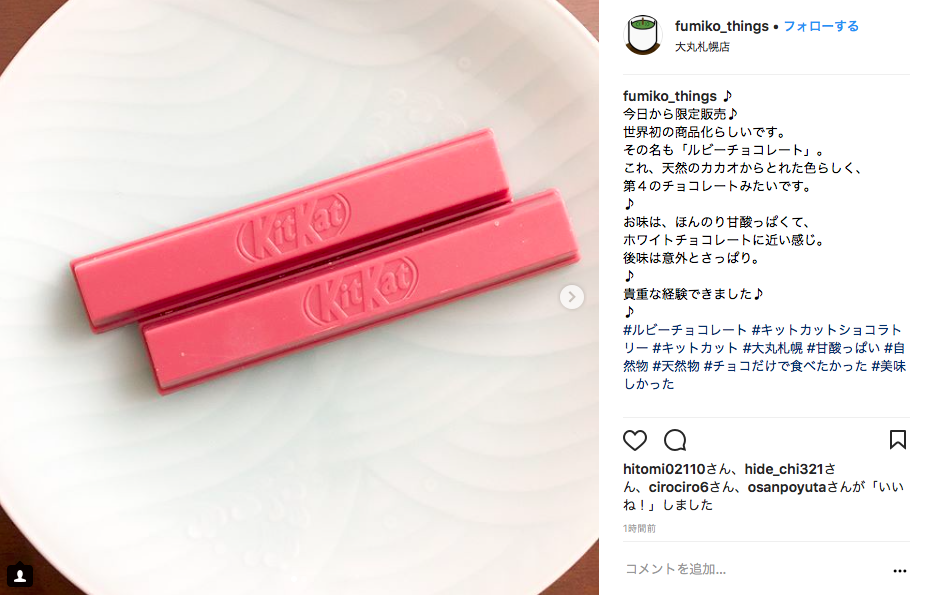 KitKat
KitKat
fumiko_things • フォローする
大丸札幌店
fumiko_things ♪
今日から限定販売♪
世界初の商品化らしいです。
その名も「ルビーチョコレート」。
これ、天然のカカオからとれた色らしく、
第４のチョコレートみたいです。
♪
お味は、ほんのり甘酸っぱくて、
ホワイトチョコレートに近い感じ。
後味は意外とさっぱり。
♪
貴重な経験できました♪
♪
#ルビーチョコレート #キットカットショコラト
リー #キットカット #大丸札幌 #甘酸っぱい #自
然物 #天然物 #チョコだけで食べたかった #美味
しかった
hitomi02110さん、hide_chi321さ
ん、cirociro6さん、osanpoyutaさんが「いい
ね！」しました
1時間前
コメントを追加...